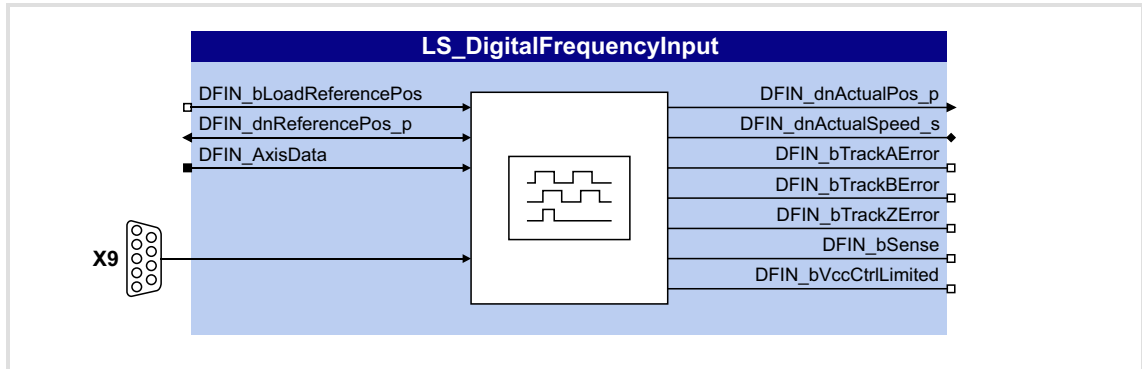 LS_DigitalFrequencyInput
DFIN_bLoadReferencePos
DFIN_dnReferencePos_p
DFIN_AxisData
X9
DFIN_dnActualPos_p
DFIN_dnActualSpeed_s
DFIN_bTrackAError
DFIN_bTrackBError
DFIN_bTrackZError
DFIN_bSense
DFIN_bVccCtrlLimited